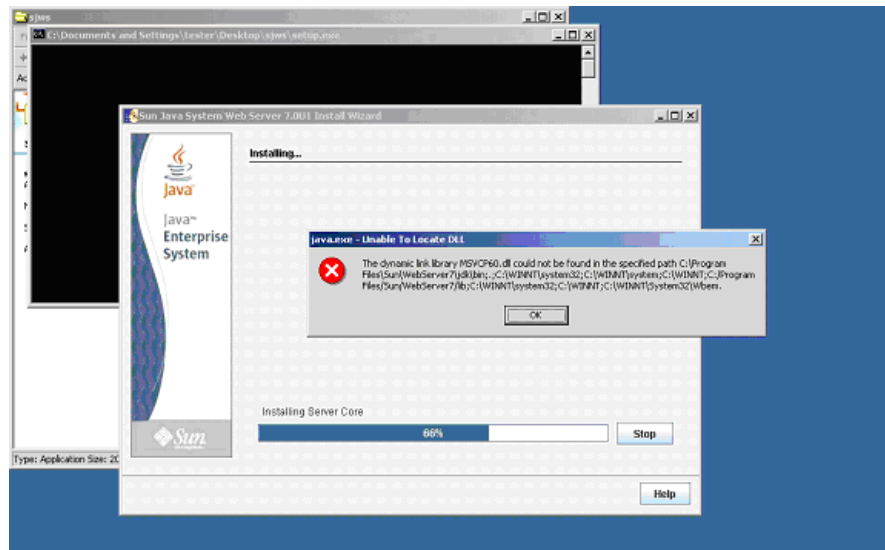 sjws
C:\Documents and Settings\tester\Desktop\sjws\setup.exe
Ac
Sun Java System Web Server 7.0U1 Install Wizard
Installing...
Java
Java™
Enterprise
System
java.exe - Unable To Locate DLL
The dynamic link library MSVCP60.dll could not be found in the specified path C:\Program
Files\Sun\WebServer7\jdk\bin;.;C:\WINNT\system32;C:\WINNT\system;C:\WINNT;C:/Program
Files/Sun/WebServer7/lib;C:\WINNT\system32;C:\WINNT;C:\WINNT\System32\Wbem.
OK
Installing Server Core
66%
Stop
Sun
Type: Application Size: 20
Help